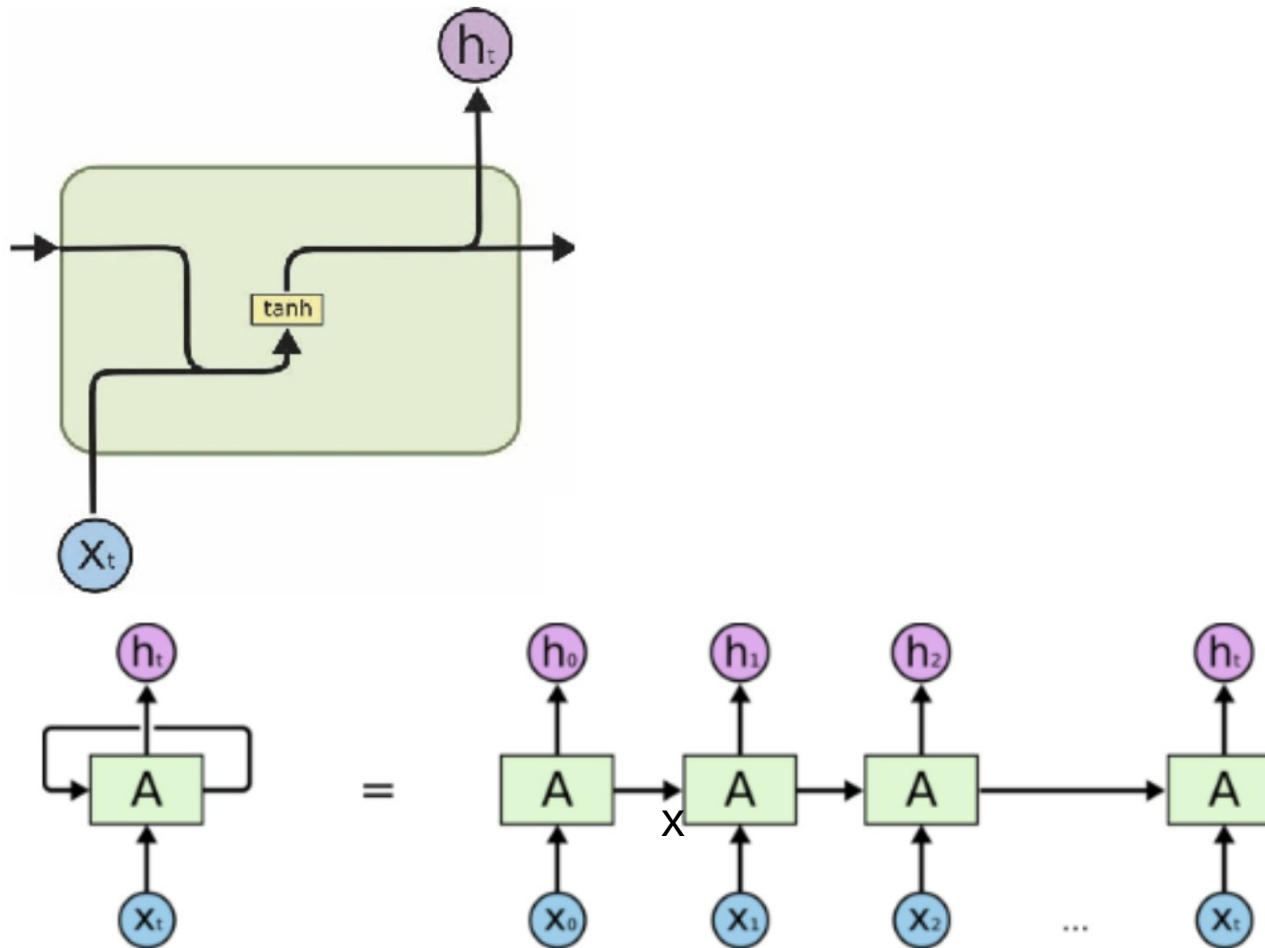 hₜ
tanh
xₜ
hₜ h₀ h₁ h₂ hₜ
A = A A A A
X
xₜ x₀ x₁ x₂ ... xₜ